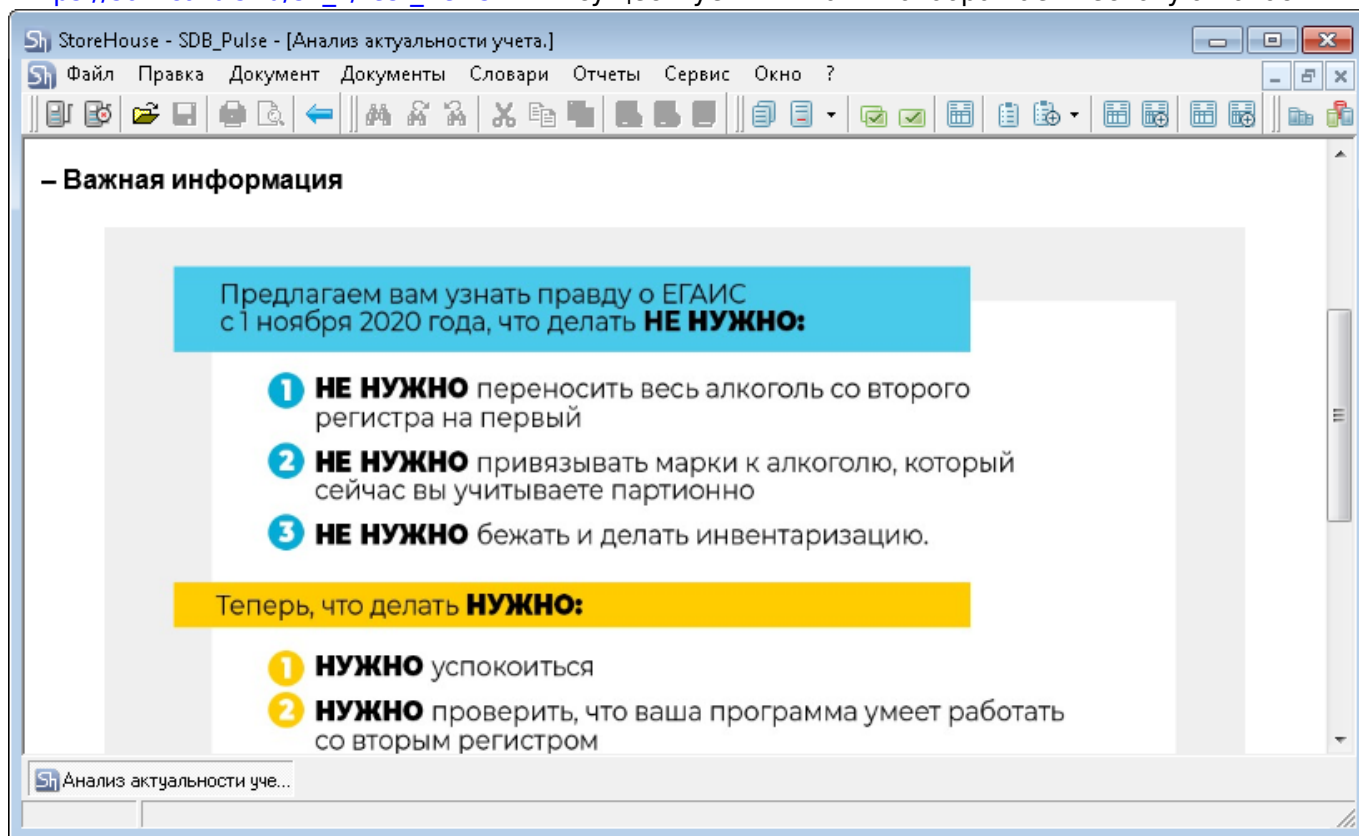 StoreHouse - SDB_Pulse - [Анализ актуальности учета.]
Файл Правка Документ Документы Словари Отчеты Сервис Окно ?
– Важная информация
Предлагаем вам узнать правду о ЕГАИС
с 1 ноября 2020 года, что делать НЕ НУЖНО:
1 НЕ НУЖНО переносить весь алкоголь со второго
регистра на первый
2 НЕ НУЖНО привязывать марки к алкоголю, который
сейчас вы учитываете партионно
3 НЕ НУЖНО бежать и делать инвентаризацию.
Теперь, что делать НУЖНО:
1 НУЖНО успокоиться
2 НУЖНО проверить, что ваша программа умеет работать
со вторым регистром
Sh Анализ актуальности уче...